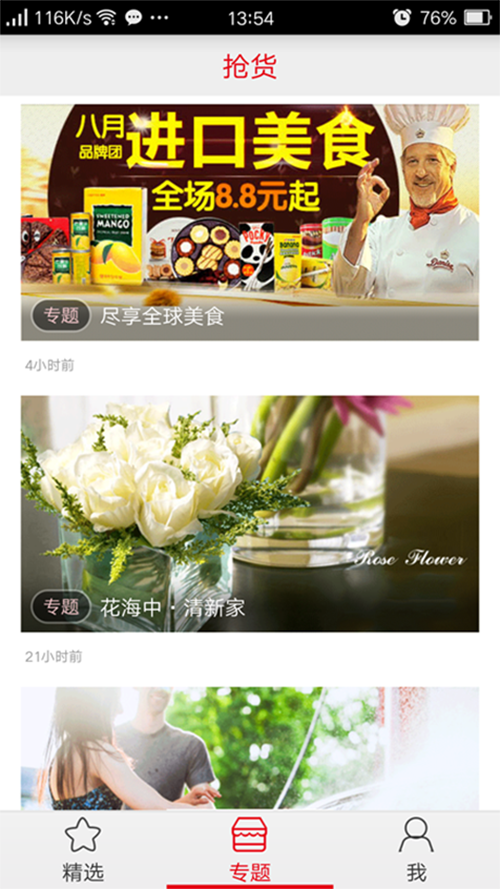 116K/s
13:54
76%
抢货
八月
品牌团
进口美食
全场8.8元起
SWEETENED
MANGO
POCKY
banana
专题 尽享全球美食
4小时前
Rose Flower
专题 花海中·清新家
21小时前
精选
专题
我